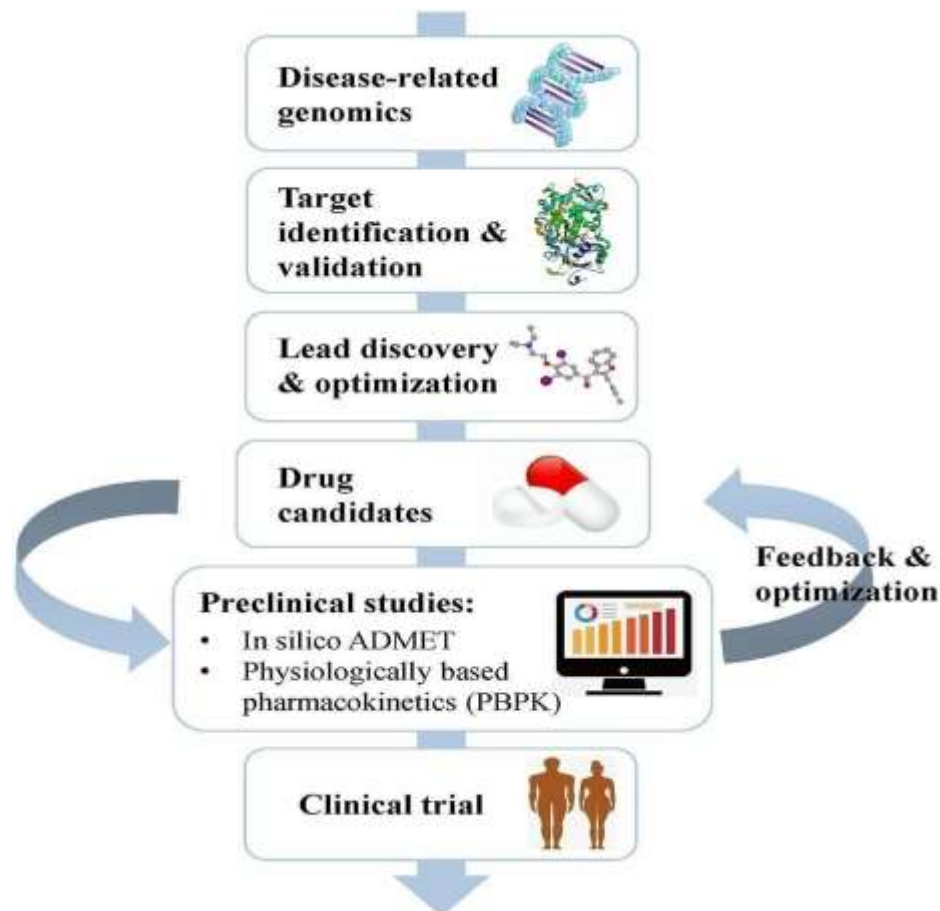 Disease-related
genomics
Target
identification &
validation
Lead discovery
& optimization
Drug
candidates
Feedback &
optimization
Preclinical studies:
• In silico ADMET
• Physiologically based
pharmacokinetics (PBPK)
Clinical trial